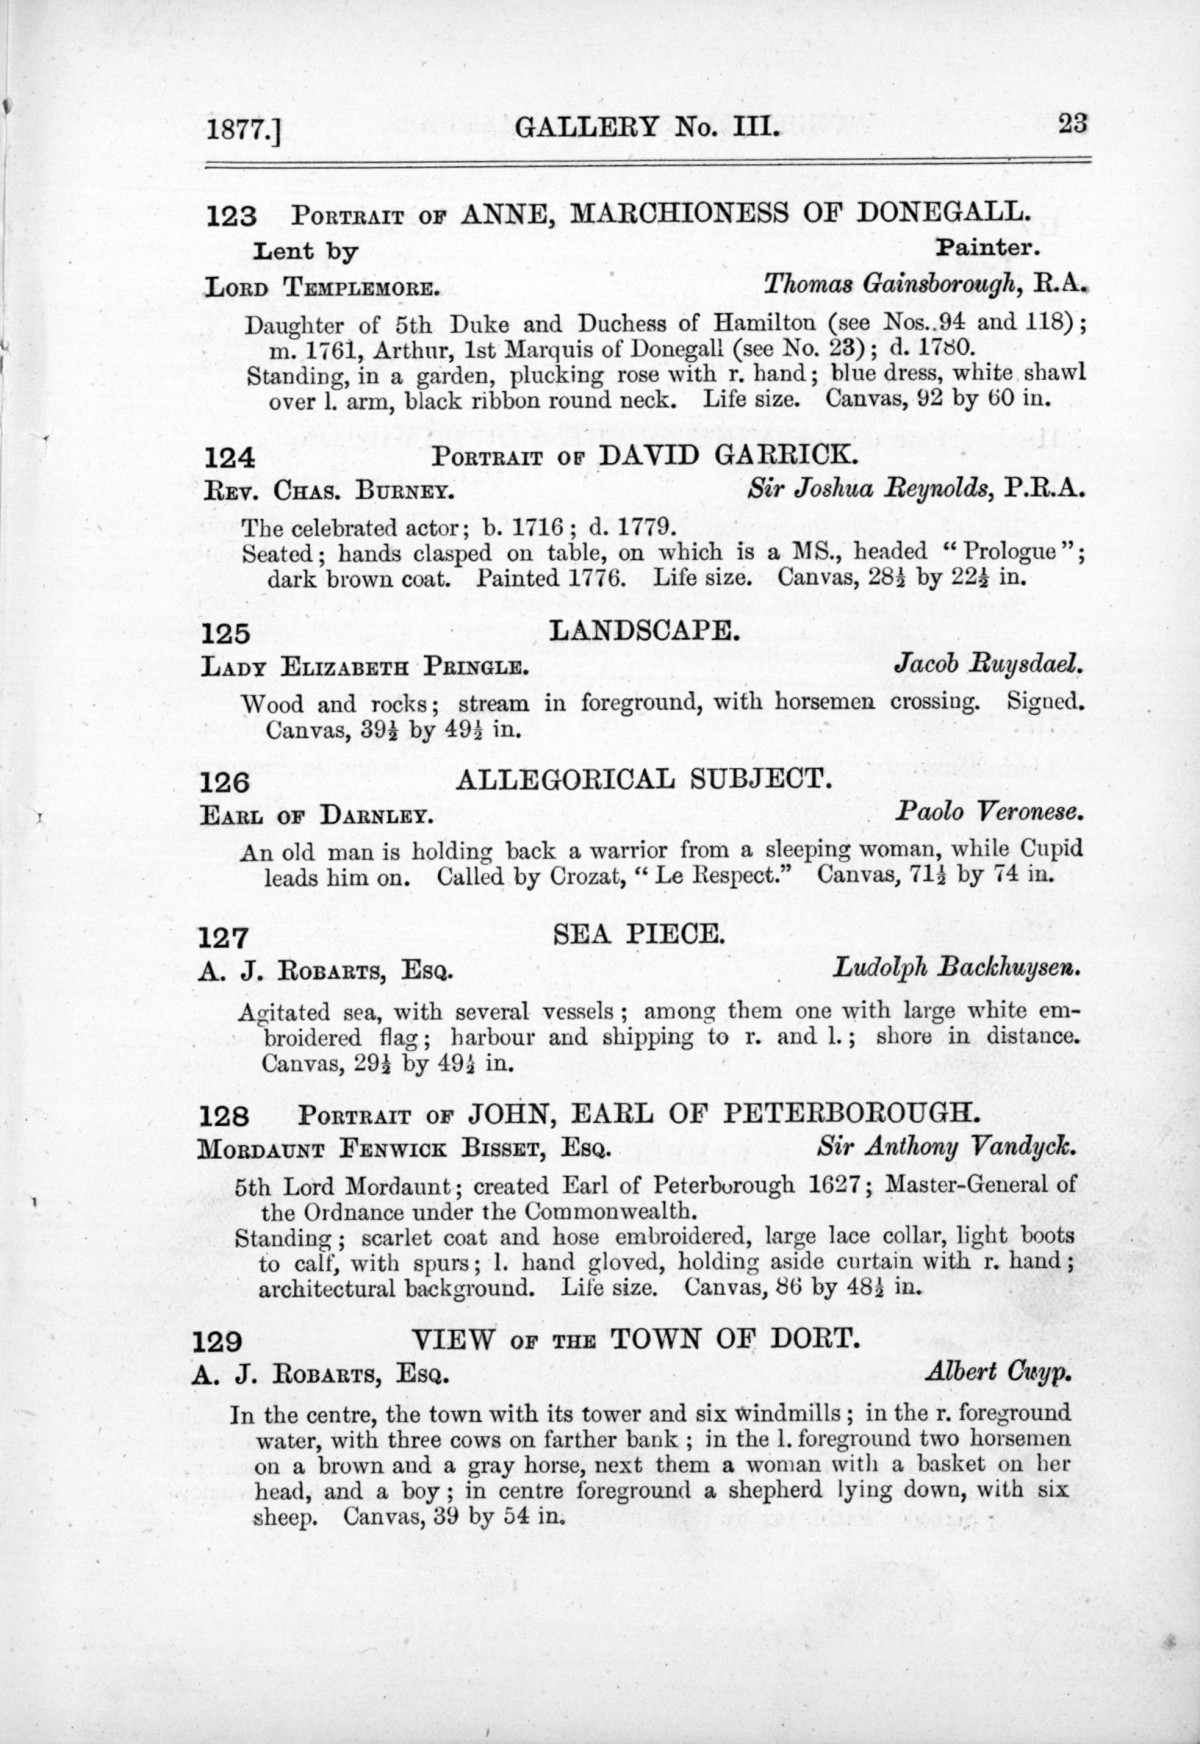 1877.] GALLERY No. III. 23
123 PORTRAIT OF ANNE, MARCHIONESS OF DONEGALL.
Lent by Painter.
LORD TEMPLEMORE. Thomas Gainsborough, R.A.
Daughter of 5th Duke and Duchess of Hamilton (see Nos. 94 and 118);
m. 1761, Arthur, 1st Marquis of Donegall (see No. 23); d. 1780.
Standing, in a garden, plucking rose with r. hand; blue dress, white shawl
over l. arm, black ribbon round neck. Life size. Canvas, 92 by 60 in.
124 PORTRAIT OF DAVID GARRICK.
REV. CHAS. BURNEY. Sir Joshua Reynolds, P.R.A.
The celebrated actor; b. 1716; d. 1779.
Seated; hands clasped on table, on which is a MS., headed “Prologue”;
dark brown coat. Painted 1776. Life size. Canvas, 28½ by 22½ in.
125 LANDSCAPE.
LADY ELIZABETH PRINGLE. Jacob Ruysdael.
Wood and rocks; stream in foreground, with horsemen crossing. Signed.
Canvas, 39½ by 49½ in.
126 ALLEGORICAL SUBJECT.
EARL OF DARNLEY. Paolo Veronese.
An old man is holding back a warrior from a sleeping woman, while Cupid
leads him on. Called by Crozat, “Le Respect.” Canvas, 71½ by 74 in.
127 SEA PIECE.
A. J. ROBARTS, ESQ. Ludolph Backhuysen.
Agitated sea, with several vessels; among them one with large white em-
broidered flag; harbour and shipping to r. and l.; shore in distance.
Canvas, 29½ by 49½ in.
128 PORTRAIT OF JOHN, EARL OF PETERBOROUGH.
MORDAUNT FENWICK BISSET, ESQ. Sir Anthony Vandyck.
5th Lord Mordaunt; created Earl of Peterborough 1627; Master-General of
the Ordnance under the Commonwealth.
Standing; scarlet coat and hose embroidered, large lace collar, light boots
to calf, with spurs; l. hand gloved, holding aside curtain with r. hand;
architectural background. Life size. Canvas, 86 by 48½ in.
129 VIEW OF THE TOWN OF DORT.
A. J. ROBARTS, ESQ. Albert Cuyp.
In the centre, the town with its tower and six windmills; in the r. foreground
water, with three cows on farther bank; in the l. foreground two horsemen
on a brown and a gray horse, next them a woman with a basket on her
head, and a boy; in centre foreground a shepherd lying down, with six
sheep. Canvas, 39 by 54 in.